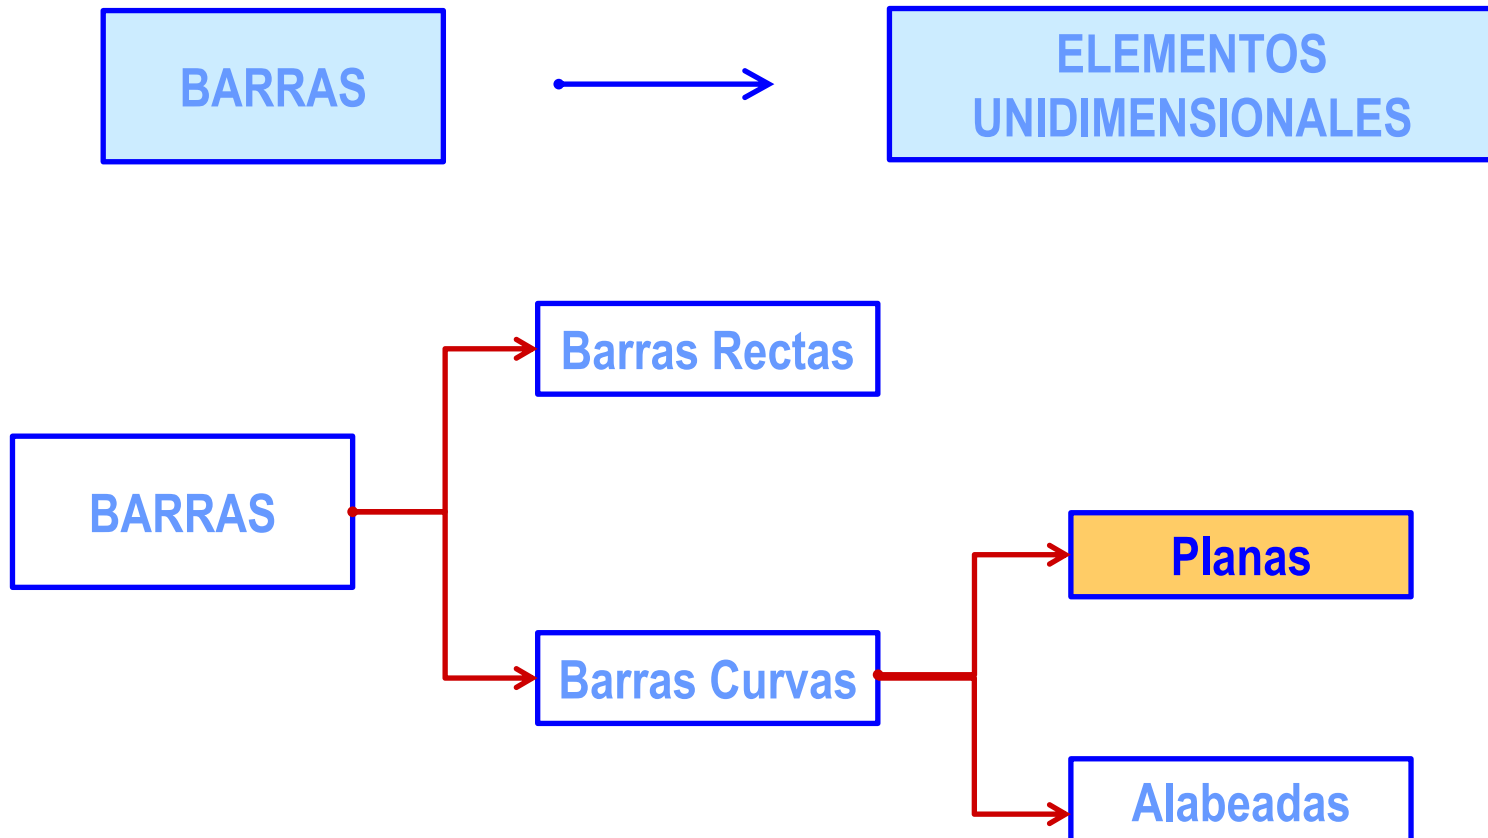 BARRAS
ELEMENTOS
UNIDIMENSIONALES
Barras Rectas
BARRAS
Planas
Barras Curvas
Alabeadas